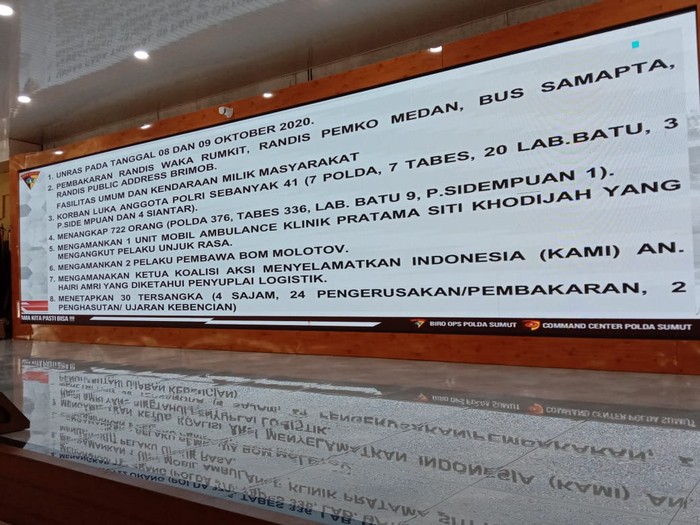 1. UNRAS PADA TANGGAL 08 DAN 09 OKTOBER 2020.
2. PEMBAKARAN RANDIS WAKA RUMKIT, RANDIS PEMKO MEDAN, BUS SAMAPTA,
RANDIS PUBLIC ADDRESS BRIMOB.
FASILITAS UMUM DAN KENDARAAN MILIK MASYARAKAT
3. KORBAN LUKA ANGGOTA POLRI SEBANYAK 41 (7 POLDA, 7 TABES, 20 LAB.BATU, 3
P.SIDE MPUAN DAN 4 SIANTAR).
4. MENANGKAP 722 ORANG (POLDA 376, TABES 336, LAB. BATU 9, P.SIDEMPUAN 1).
5. MENGAMANKAN 1 UNIT MOBIL AMBULANCE KLINIK PRATAMA SITI KHODIJAH YANG
MENGANGKUT PELAKU UNJUK RASA.
6. MENGAMANKAN 2 PELAKU PEMBAWA BOM MOLOTOV.
7. MENGAMANAKAN KETUA KOALISI AKSI MENYELAMATKAN INDONESIA (KAMI) AN.
HAIRI AMRI YANG DIKETAHUI PENYUPLAI LOGISTIK.
8. MENETAPKAN 30 TERSANGKA (4 SAJAM, 24 PENGERUSAKAN/PEMBAKARAN, 2
PENGHASUTAN/ UJARAN KEBENCIAN)
AMA KITA PASTI BISA !!! BIRO OPS POLDA SUMUT COMMAND CENTER POLDA SUMUT